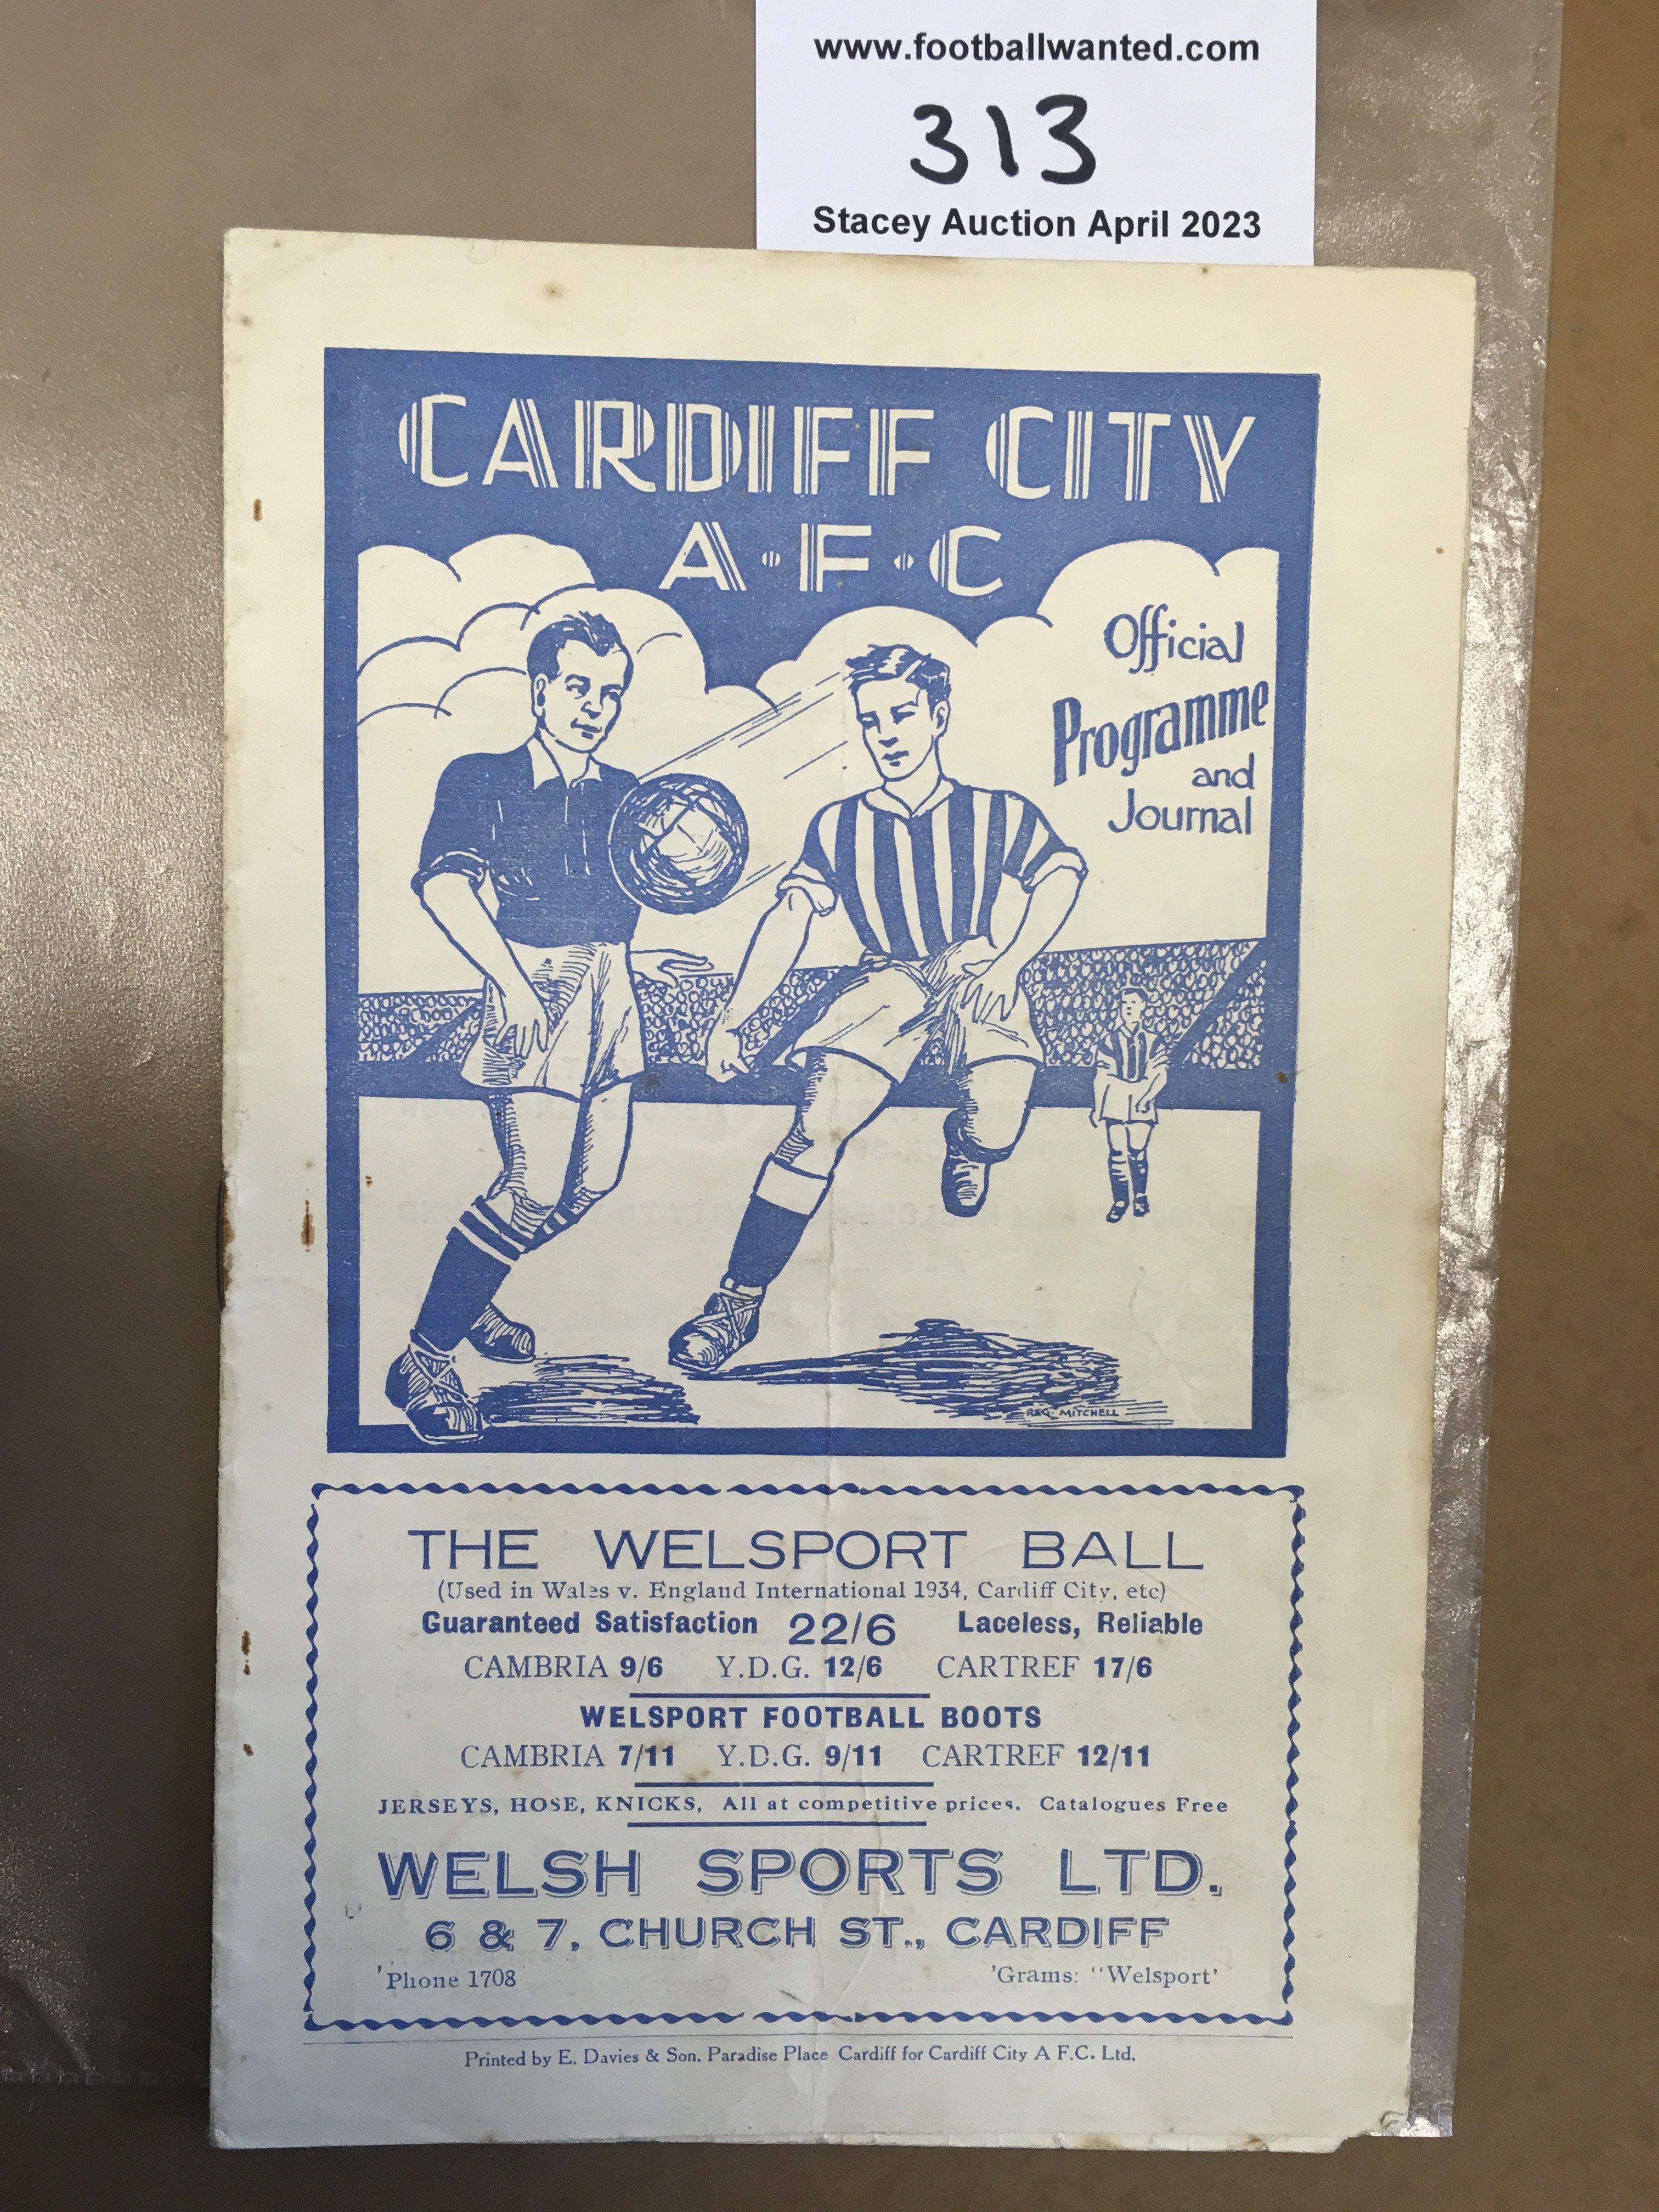 www.footballwanted.com
313
Stacey Auction April 2023
CARDIFF CITY
A·F·C
Official
Programme
and
Journal
REG. MITCHELL
THE WELSPORT BALL
(Used in Wales v. England International 1934, Cardiff City, etc)
Guaranteed Satisfaction 22/6 Laceless, Reliable
CAMBRIA 9/6 Y.D.G. 12/6 CARTREF 17/6
WELSPORT FOOTBALL BOOTS
CAMBRIA 7/11 Y.D.G. 9/11 CARTREF 12/11
JERSEYS, HOSE, KNICKS, All at competitive prices. Catalogues Free
WELSH SPORTS LTD.
6 & 7, CHURCH ST., CARDIFF
'Phone 1708 'Grams: "Welsport'
Printed by E. Davies & Son, Paradise Place Cardiff for Cardiff City A F.C. Ltd.